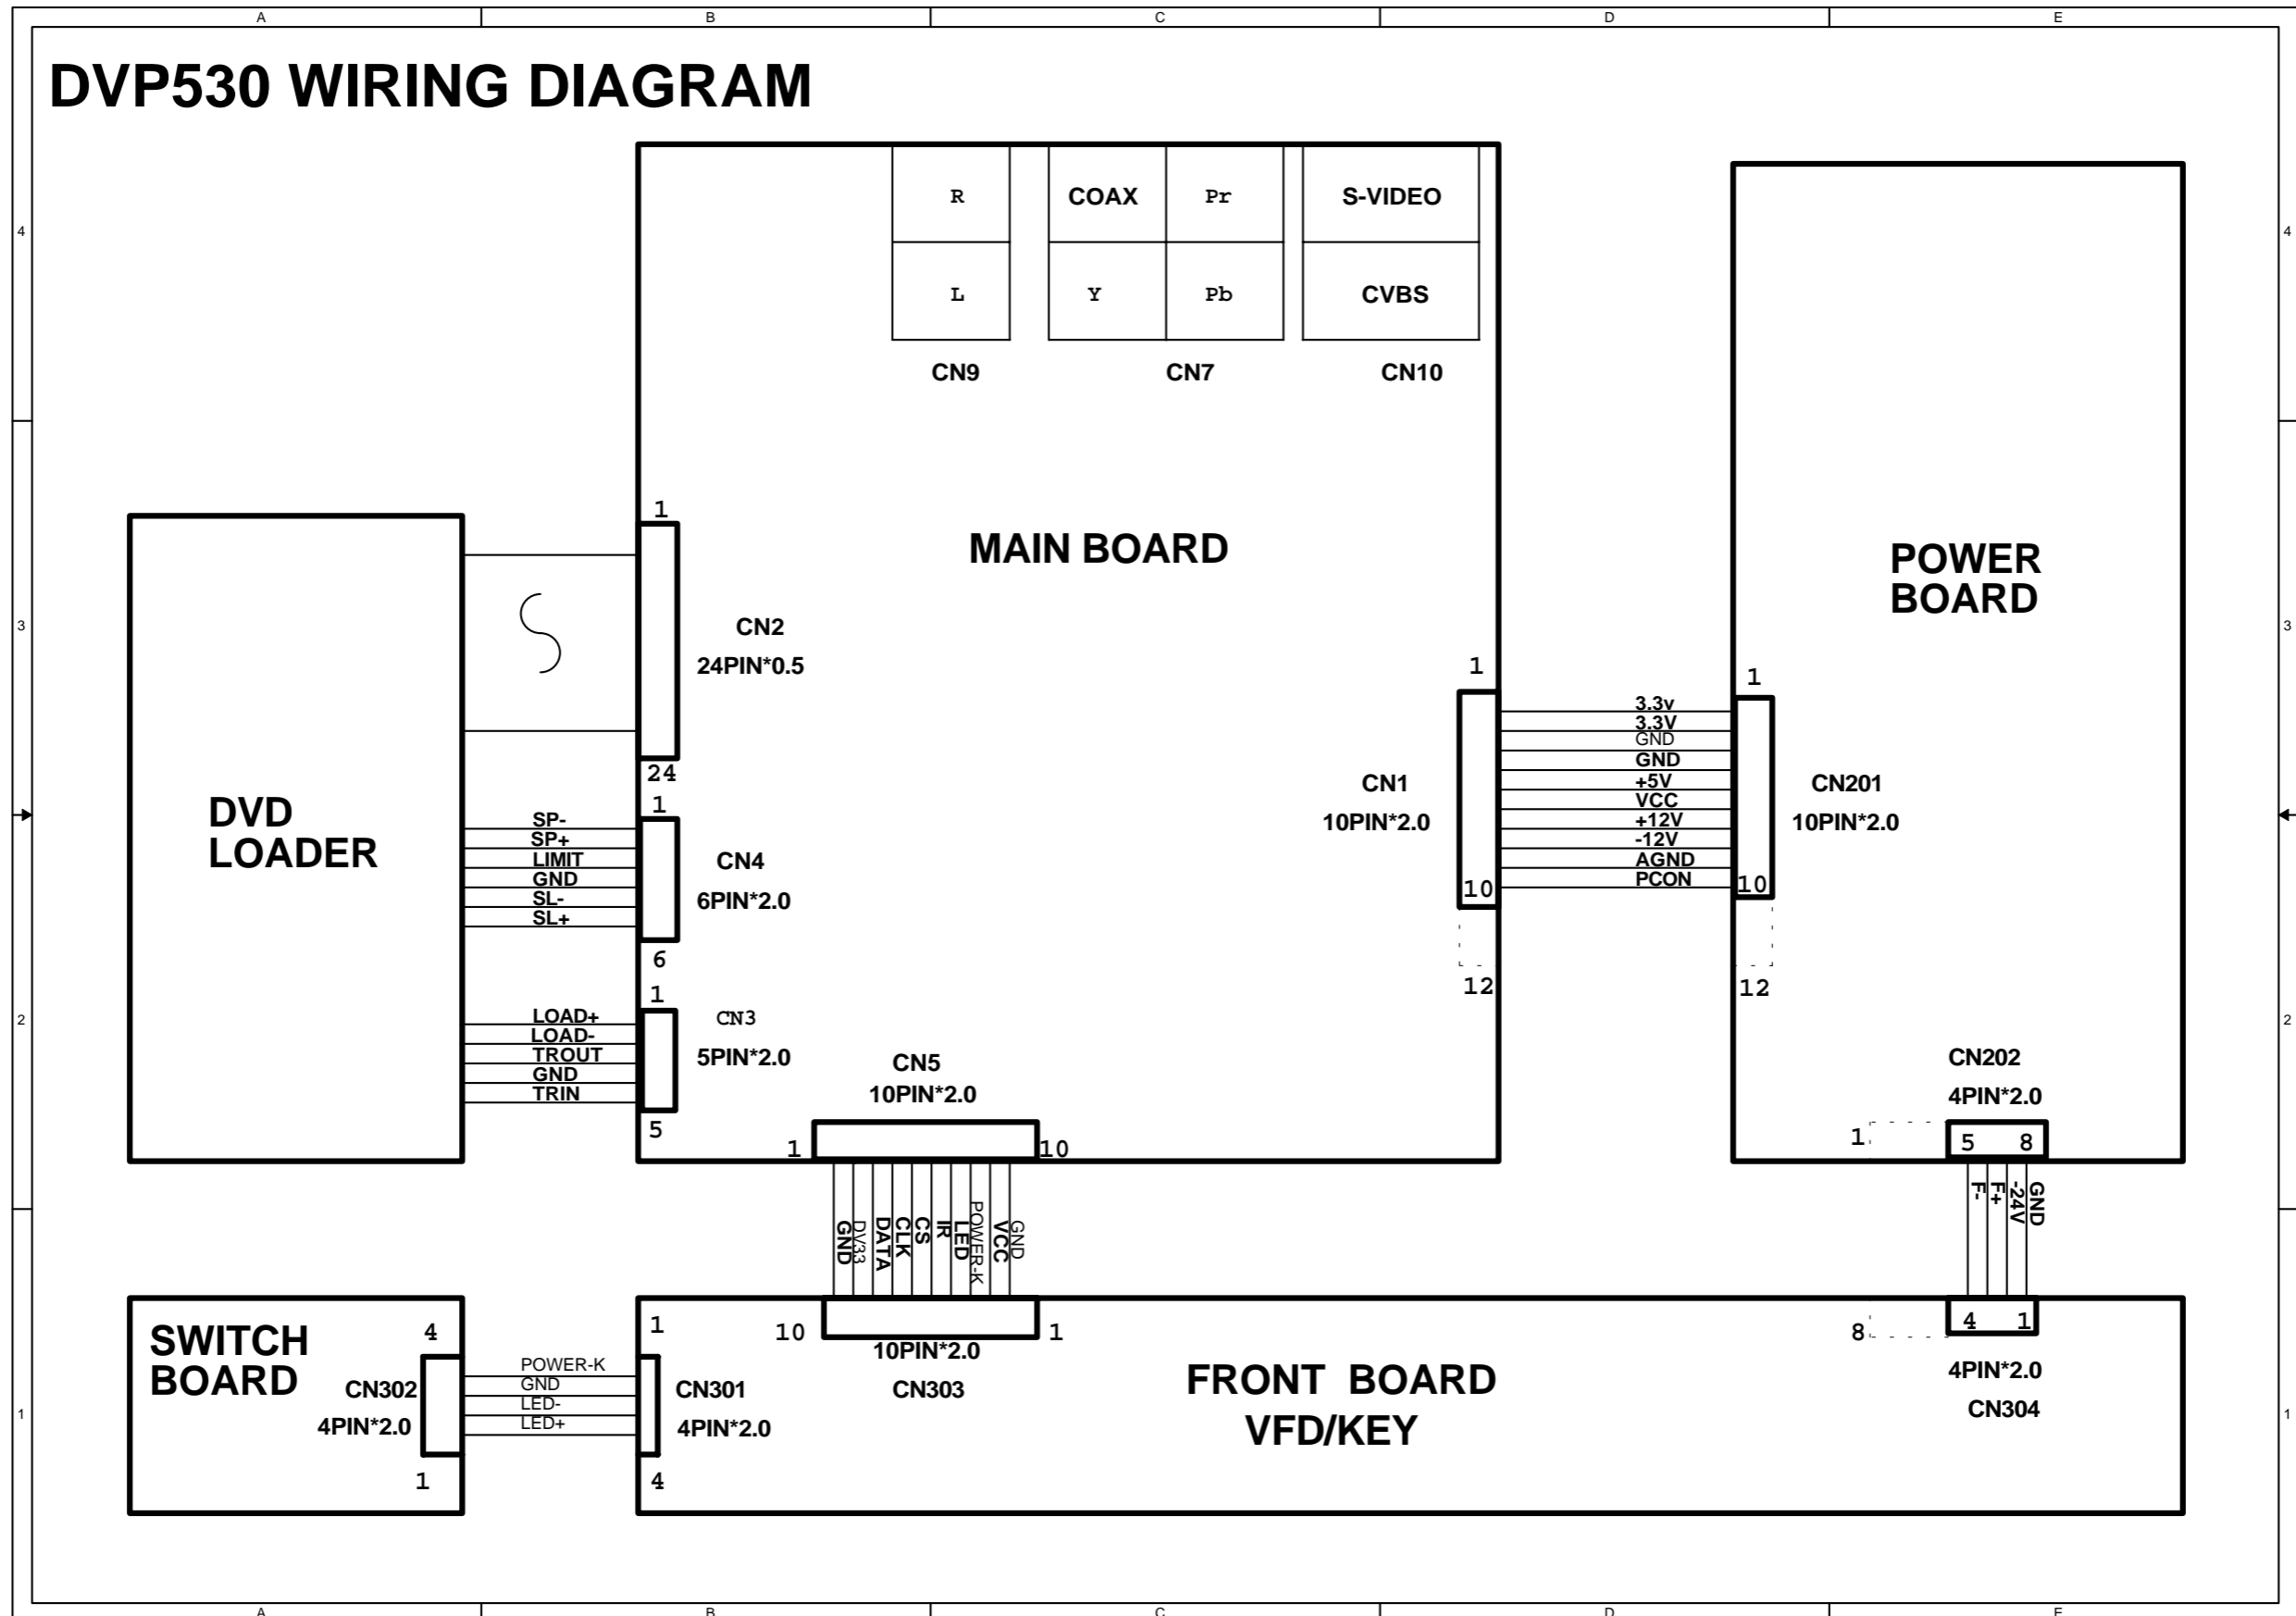 A B C D E
DVP530 WIRING DIAGRAM
R COAX Pr S-VIDEO
4 4
L Y Pb CVBS
CN9 CN7 CN10
1
MAIN BOARD
POWER
BOARD
3 3
CN2
24PIN*0.5
24
1 1
3.3v
3.3V
GND
GND
+5V
VCC
+12V
-12V
AGND
PCON
CN1
10PIN*2.0
10
12
CN201
10PIN*2.0
10
12
DVD
LOADER
1
SP-
SP+
LIMIT
GND
SL-
SL+
CN4
6PIN*2.0
6
1
2 2
LOAD+
LOAD-
TROUT
GND
TRIN
CN3
5PIN*2.0
5
CN5
10PIN*2.0
1 10
CN202
4PIN*2.0
1 5 8
GND
DV33
DATA
CLK
CS
IR
LED
POWER-K
VCC
GND
F-
F+
-24V
GND
SWITCH
BOARD
4
CN302
4PIN*2.0
1
POWER-K
GND
LED-
LED+
1
CN301
4PIN*2.0
4
10 1
10PIN*2.0
CN303
FRONT BOARD
VFD/KEY
8 4 1
4PIN*2.0
CN304
1 1
A B C D E